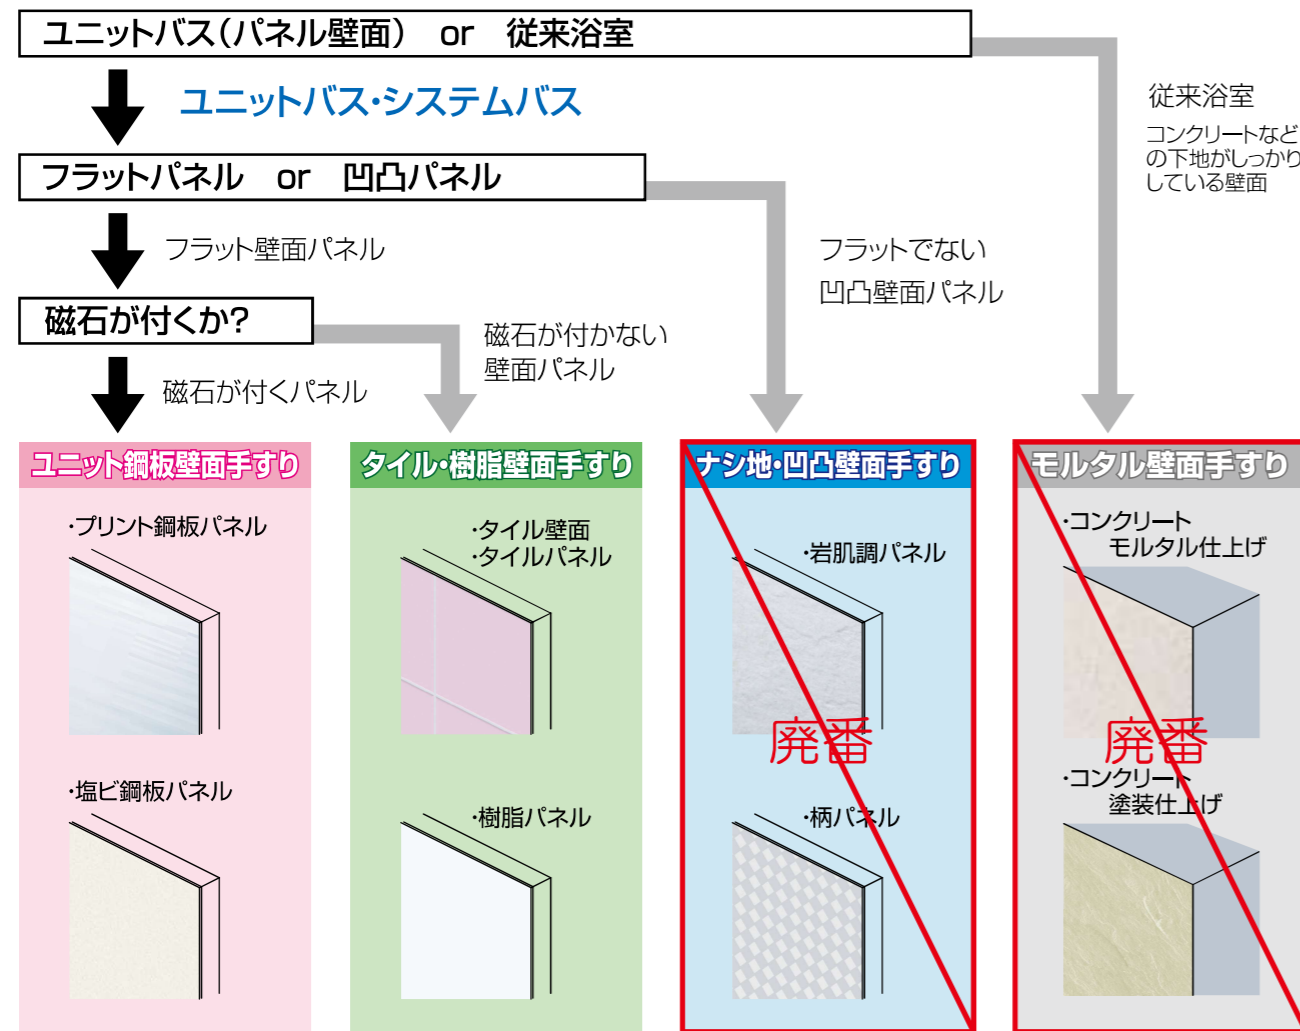 ユニットバス(パネル壁面) or 従来浴室
ユニットバス・システムバス
従来浴室
コンクリートなど
の下地がしっかり
している壁面
フラットパネル or 凹凸パネル
フラット壁面パネル
フラットでない
凹凸壁面パネル
磁石が付くか?
磁石が付かない
壁面パネル
磁石が付くパネル
ユニット鋼板壁面手すり
・プリント鋼板パネル
・塩ビ鋼板パネル
タイル・樹脂壁面手すり
・タイル壁面
・タイルパネル
・樹脂パネル
ナシ地・凹凸壁面手すり
・岩肌調パネル
廃番
・柄パネル
モルタル壁面手すり
・コンクリート
モルタル仕上げ
廃番
・コンクリート
塗装仕上げ